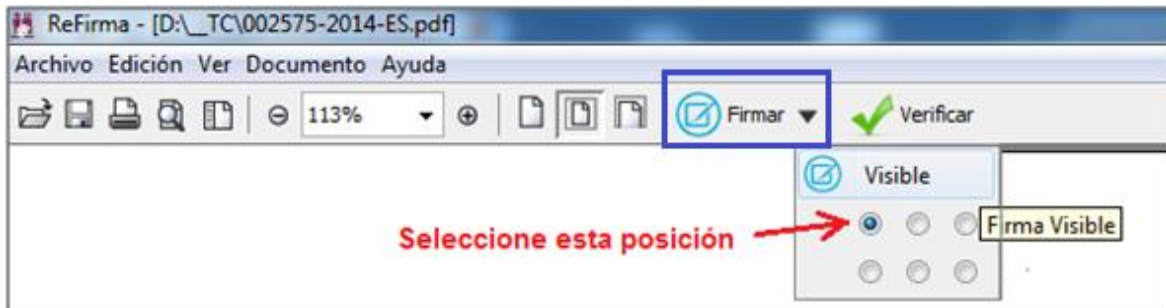 ReFirma - [D:\__TC\002575-2014-ES.pdf]
Archivo Edición Ver Documento Ayuda
113% Firmar Verificar
Visible
Seleccione esta posición Firma Visible